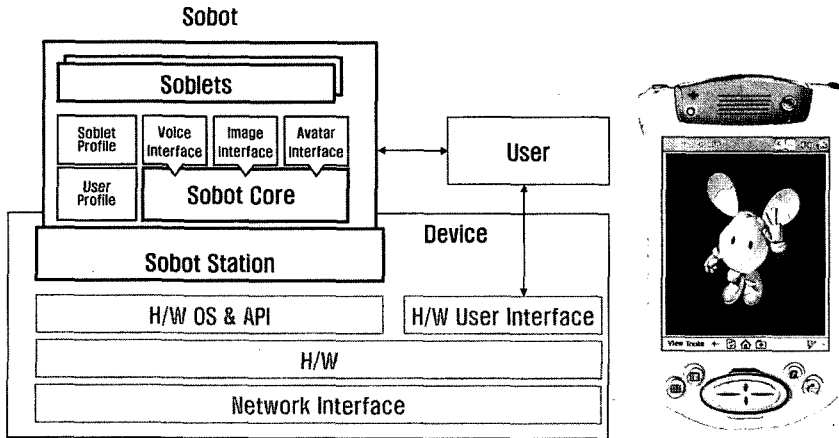 Sobot
Soblets
Soblet
Profile
Voice
Interface
Image
Interface
Avatar
Interface
User
Profile
Sobot Core
User
Device
Sobot Station
H/W OS & API
H/W User Interface
H/W
Network Interface
View Tools